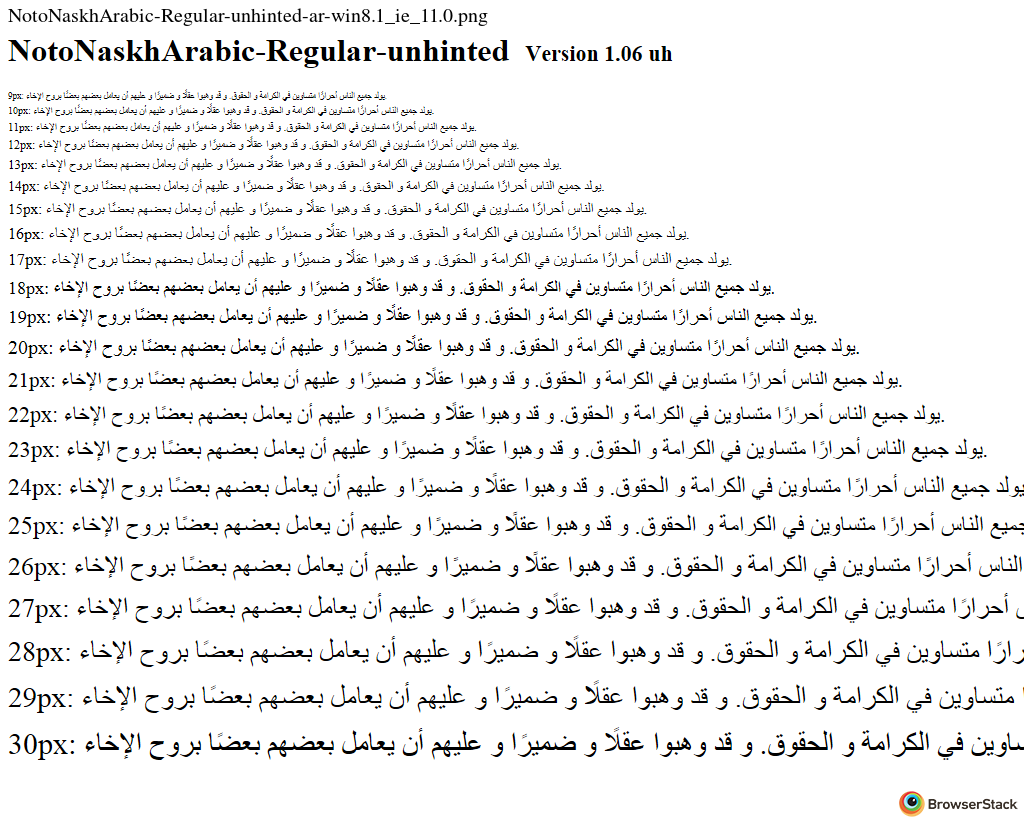 NotoNaskhArabic-Regular-unhinted-ar-win8.1_ie_11.0.png
NotoNaskhArabic-Regular-unhinted Version 1.06 uh
9px: يولد جميع الناس أحرارًا متساوين في الكرامة و الحقوق. و قد وهبوا عقلًا و ضميرًا و عليهم أن يعامل بعضهم بعضًا بروح الإخاء.
10px: يولد جميع الناس أحرارًا متساوين في الكرامة و الحقوق. و قد وهبوا عقلًا و ضميرًا و عليهم أن يعامل بعضهم بعضًا بروح الإخاء.
11px: يولد جميع الناس أحرارًا متساوين في الكرامة و الحقوق. و قد وهبوا عقلًا و ضميرًا و عليهم أن يعامل بعضهم بعضًا بروح الإخاء.
12px: يولد جميع الناس أحرارًا متساوين في الكرامة و الحقوق. و قد وهبوا عقلًا و ضميرًا و عليهم أن يعامل بعضهم بعضًا بروح الإخاء.
13px: يولد جميع الناس أحرارًا متساوين في الكرامة و الحقوق. و قد وهبوا عقلًا و ضميرًا و عليهم أن يعامل بعضهم بعضًا بروح الإخاء.
14px: يولد جميع الناس أحرارًا متساوين في الكرامة و الحقوق. و قد وهبوا عقلًا و ضميرًا و عليهم أن يعامل بعضهم بعضًا بروح الإخاء.
15px: يولد جميع الناس أحرارًا متساوين في الكرامة و الحقوق. و قد وهبوا عقلًا و ضميرًا و عليهم أن يعامل بعضهم بعضًا بروح الإخاء.
16px: يولد جميع الناس أحرارًا متساوين في الكرامة و الحقوق. و قد وهبوا عقلًا و ضميرًا و عليهم أن يعامل بعضهم بعضًا بروح الإخاء.
17px: يولد جميع الناس أحرارًا متساوين في الكرامة و الحقوق. و قد وهبوا عقلًا و ضميرًا و عليهم أن يعامل بعضهم بعضًا بروح الإخاء.
18px: يولد جميع الناس أحرارًا متساوين في الكرامة و الحقوق. و قد وهبوا عقلًا و ضميرًا و عليهم أن يعامل بعضهم بعضًا بروح الإخاء.
19px: يولد جميع الناس أحرارًا متساوين في الكرامة و الحقوق. و قد وهبوا عقلًا و ضميرًا و عليهم أن يعامل بعضهم بعضًا بروح الإخاء.
20px: يولد جميع الناس أحرارًا متساوين في الكرامة و الحقوق. و قد وهبوا عقلًا و ضميرًا و عليهم أن يعامل بعضهم بعضًا بروح الإخاء.
21px: يولد جميع الناس أحرارًا متساوين في الكرامة و الحقوق. و قد وهبوا عقلًا و ضميرًا و عليهم أن يعامل بعضهم بعضًا بروح الإخاء.
22px: يولد جميع الناس أحرارًا متساوين في الكرامة و الحقوق. و قد وهبوا عقلًا و ضميرًا و عليهم أن يعامل بعضهم بعضًا بروح الإخاء.
23px: يولد جميع الناس أحرارًا متساوين في الكرامة و الحقوق. و قد وهبوا عقلًا و ضميرًا و عليهم أن يعامل بعضهم بعضًا بروح الإخاء.
24px: يولد جميع الناس أحرارًا متساوين في الكرامة و الحقوق. و قد وهبوا عقلًا و ضميرًا و عليهم أن يعامل بعضهم بعضًا بروح الإخاء
25px: جميع الناس أحرارًا متساوين في الكرامة و الحقوق. و قد وهبوا عقلًا و ضميرًا و عليهم أن يعامل بعضهم بعضًا بروح الإخاء
26px: الناس أحرارًا متساوين في الكرامة و الحقوق. و قد وهبوا عقلًا و ضميرًا و عليهم أن يعامل بعضهم بعضًا بروح الإخاء
27px: أحرارًا متساوين في الكرامة و الحقوق. و قد وهبوا عقلًا و ضميرًا و عليهم أن يعامل بعضهم بعضًا بروح الإخاء
28px: رارًا متساوين في الكرامة و الحقوق. و قد وهبوا عقلًا و ضميرًا و عليهم أن يعامل بعضهم بعضًا بروح الإخاء
29px: متساوين في الكرامة و الحقوق. و قد وهبوا عقلًا و ضميرًا و عليهم أن يعامل بعضهم بعضًا بروح الإخاء
30px: ساوين في الكرامة و الحقوق. و قد وهبوا عقلًا و ضميرًا و عليهم أن يعامل بعضهم بعضًا بروح الإخاء
BrowserStack